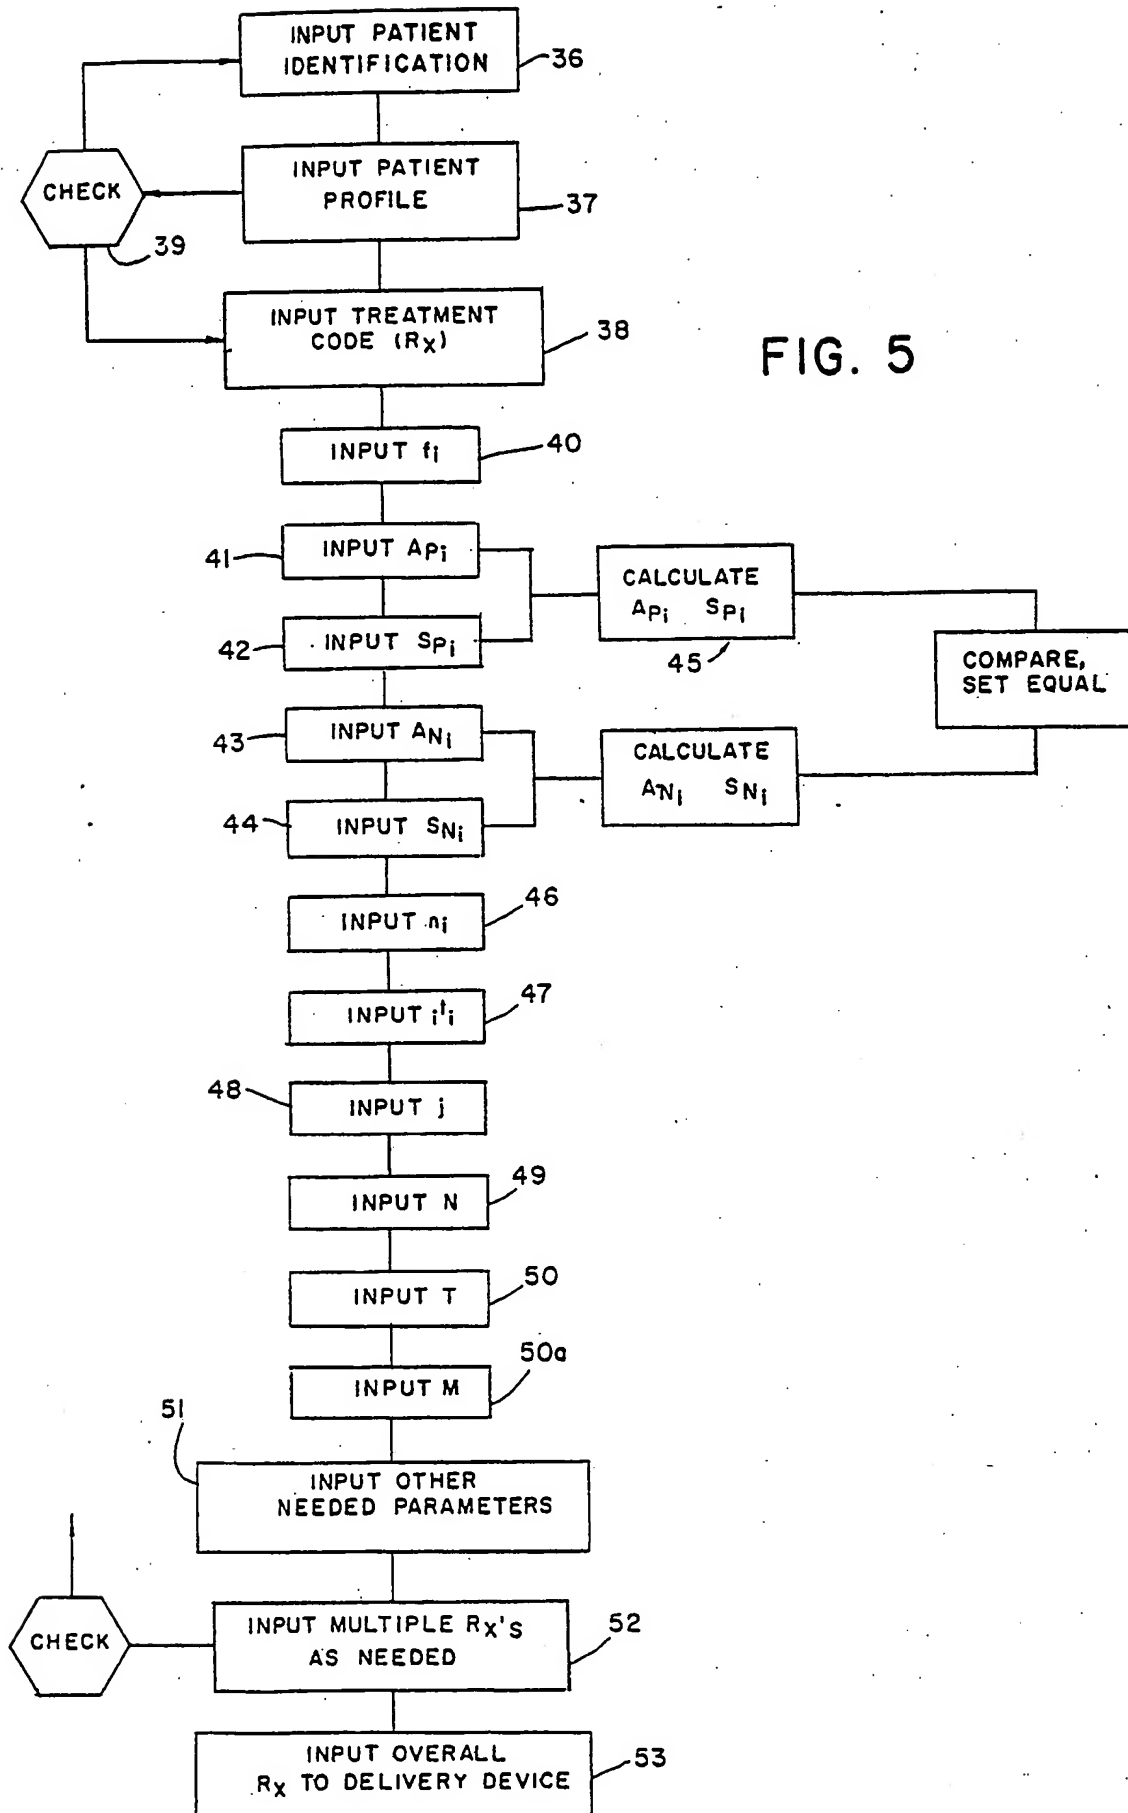 INPUT PATIENT
IDENTIFICATION
36
INPUT PATIENT
PROFILE
37
CHECK
39
INPUT TREATMENT
CODE (Rx)
38
FIG. 5
INPUT fi
40
INPUT APi
41
INPUT SPi
42
CALCULATE
APi SPi
45
COMPARE,
SET EQUAL
INPUT ANi
43
INPUT SNi
44
CALCULATE
ANi SNi
INPUT ni
46
INPUT iti
47
INPUT j
48
INPUT N
49
INPUT T
50
INPUT M
50a
INPUT OTHER
NEEDED PARAMETERS
51
CHECK
INPUT MULTIPLE Rx'S
AS NEEDED
52
INPUT OVERALL
Rx TO DELIVERY DEVICE
53